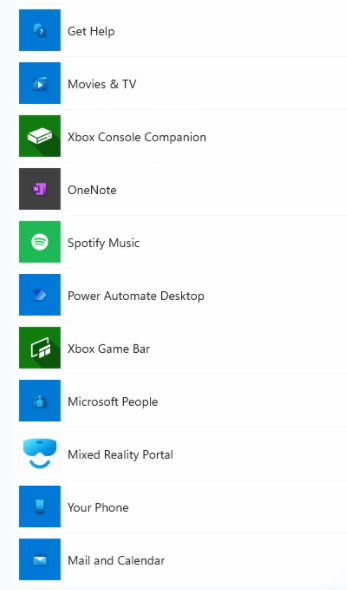 Get Help
Movies & TV
Xbox Console Companion
OneNote
Spotify Music
Power Automate Desktop
Xbox Game Bar
Microsoft People
Mixed Reality Portal
Your Phone
Mail and Calendar